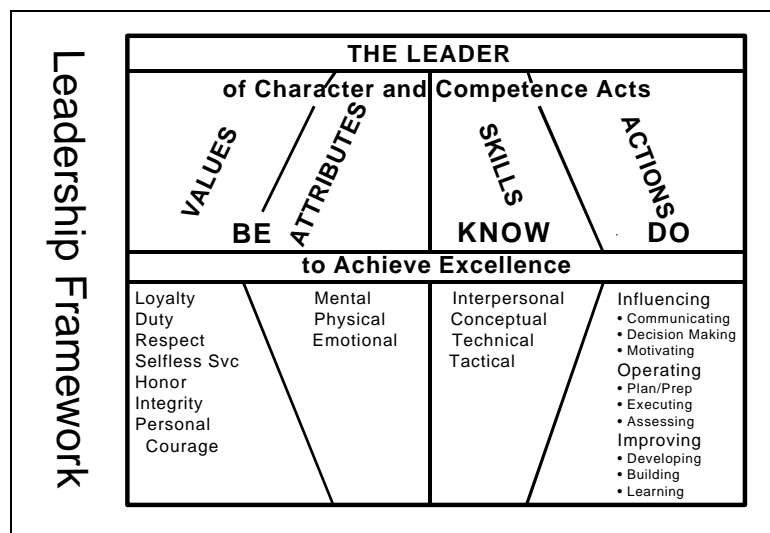 Leadership Framework
THE LEADER
of Character and Competence Acts
VALUES
ATTRIBUTES
SKILLS
ACTIONS
BE
KNOW
DO
to Achieve Excellence
Loyalty
Duty
Respect
Selfless Svc
Honor
Integrity
Personal
Courage
Mental
Physical
Emotional
Interpersonal
Conceptual
Technical
Tactical
Influencing
• Communicating
• Decision Making
• Motivating
Operating
• Plan/Prep
• Executing
• Assessing
Improving
• Developing
• Building
• Learning